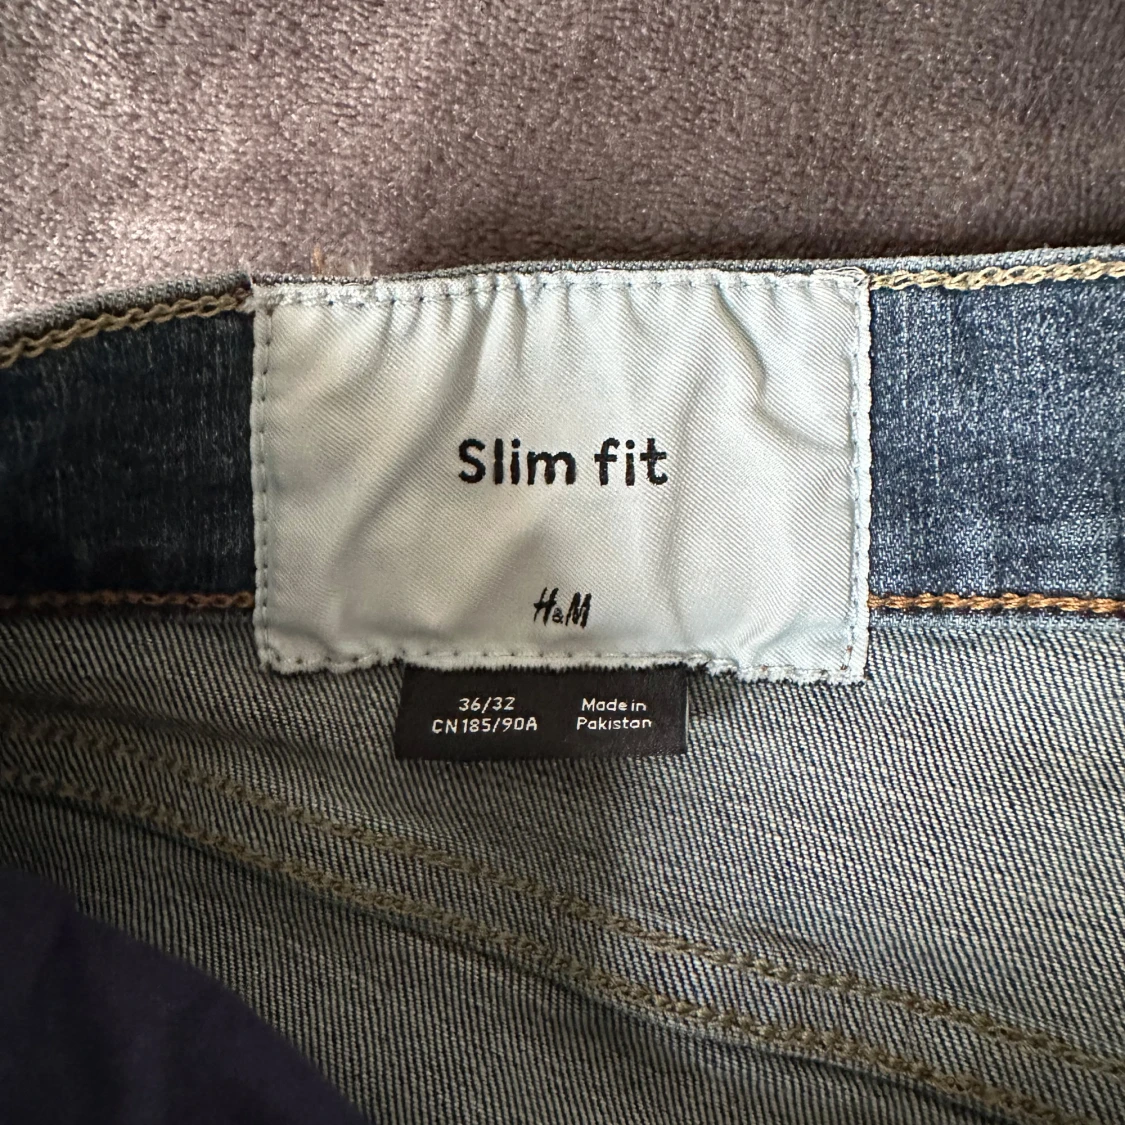 Slim fit
H&M
36/32
CN185/90A
Made in
Pakistan